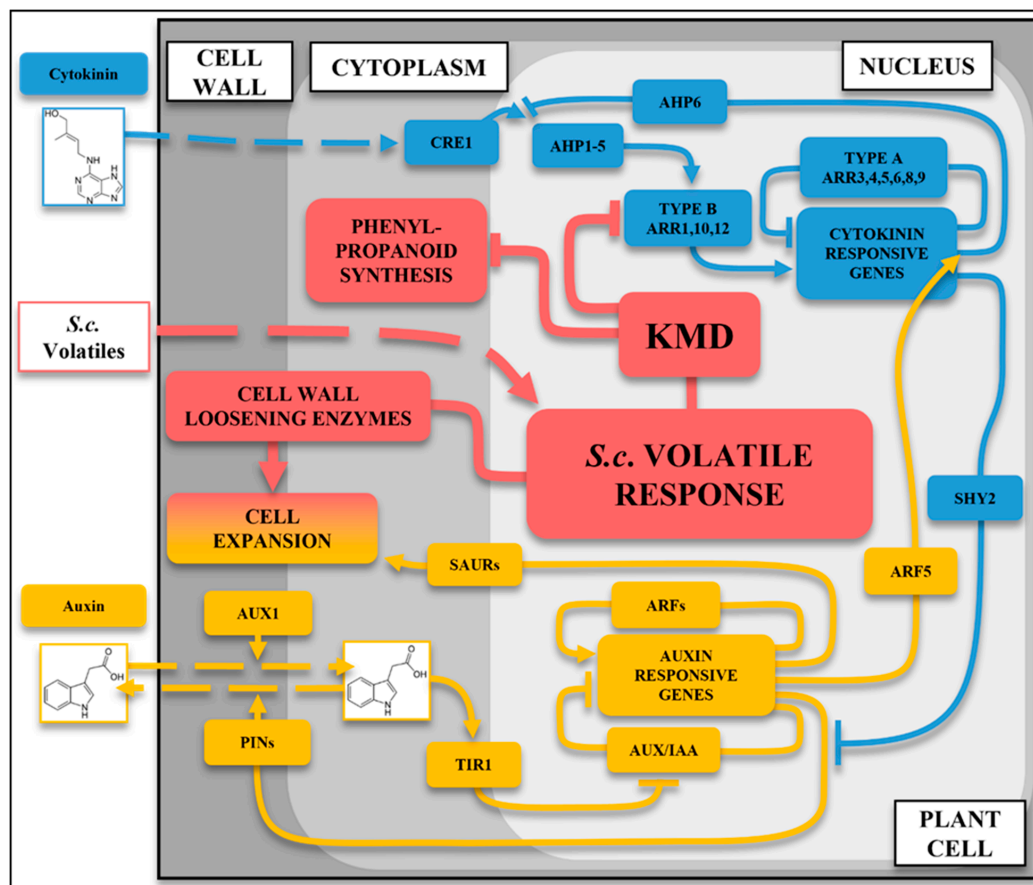 CELL
WALL
CYTOPLASM
NUCLEUS
Cytokinin
HO
CRE1
AHP6
AHP1-5
NH
N
N
N
H
N
TYPE A
ARR3,4,5,6,8,9
TYPE B
ARR1,10,12
CYTOKININ
RESPONSIVE
GENES
PHENYL-
PROPANOID
SYNTHESIS
S.c.
Volatiles
KMD
CELL WALL
LOOSENING ENZYMES
S.c. VOLATILE
RESPONSE
CELL
EXPANSION
SHY2
SAURs
ARF5
Auxin
AUX1
ARFs
O
OH
N
H
O
OH
N
H
AUXIN
RESPONSIVE
GENES
PINs
TIR1
AUX/IAA
PLANT
CELL